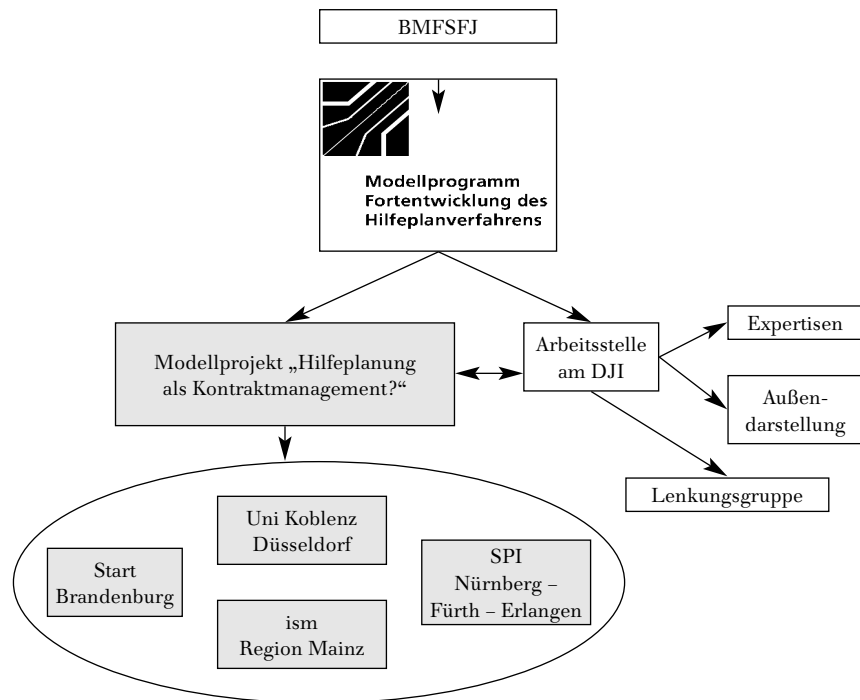 BMFSFJ
Modellprogramm
Fortentwicklung des
Hilfeplanverfahrens
Modellprojekt „Hilfeplanung
als Kontraktmanagement?“
Arbeitsstelle
am DJI
Expertisen
Außen-
darstellung
Lenkungsgruppe
Start
Brandenburg
Uni Koblenz
Düsseldorf
ism
Region Mainz
SPI
Nürnberg –
Fürth – Erlangen